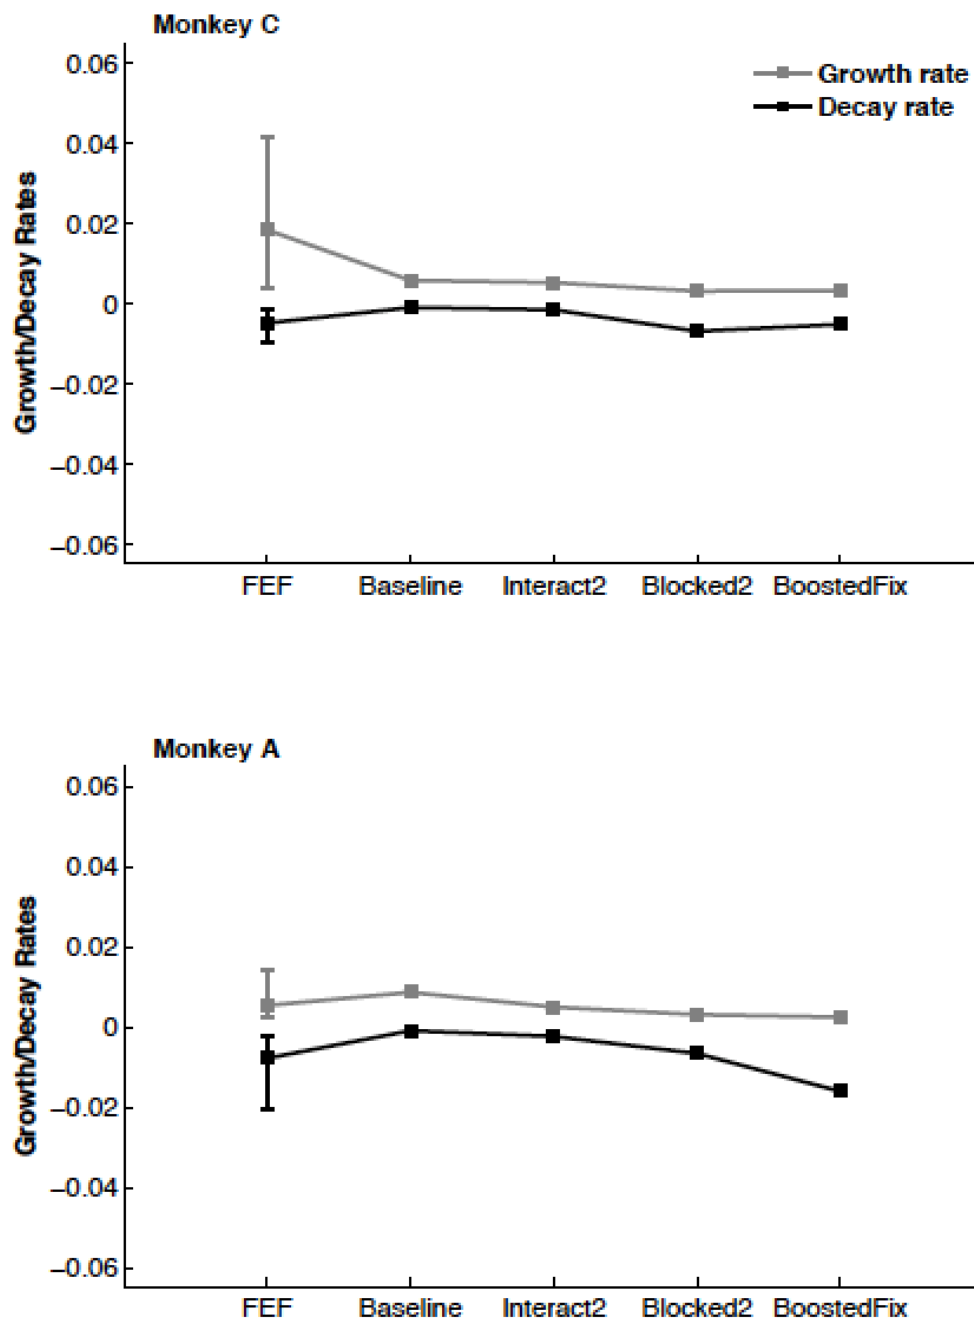 Monkey C
Growth rate
Decay rate
Growth/Decay Rates
0.06
0.04
0.02
0
−0.02
−0.04
−0.06
FEF Baseline Interact2 Blocked2 BoostedFix
Monkey A
Growth/Decay Rates
0.06
0.04
0.02
0
−0.02
−0.04
−0.06
FEF Baseline Interact2 Blocked2 BoostedFix